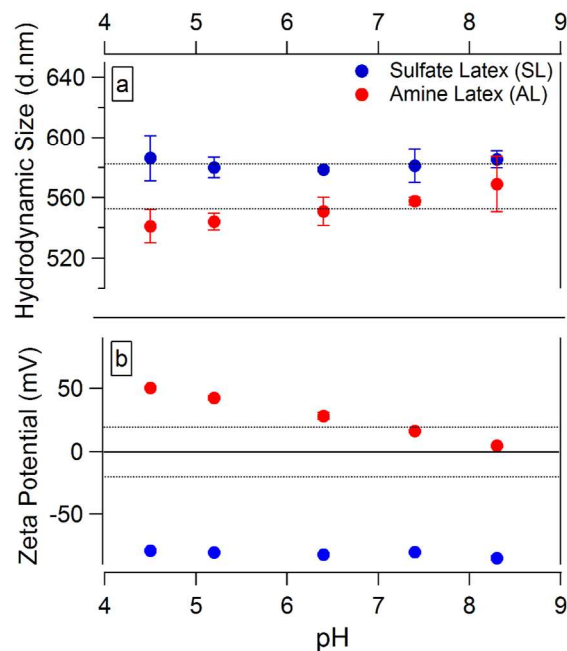 4 5 6 7 8 9
Hydrodynamic Size (d.nm)
640
600
560
520
a
Sulfate Latex (SL)
Amine Latex (AL)
Zeta Potential (mV)
50
0
-50
b
4 5 6 7 8 9
pH